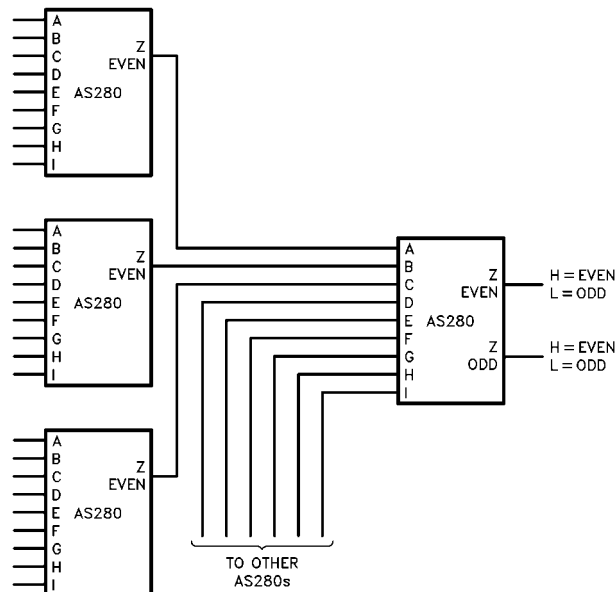 A
B
C
D
E
F
G
H
I
AS280
Z
EVEN
A
B
C
D
E
F
G
H
I
AS280
Z
EVEN
A
B
C
D
E
F
G
H
I
AS280
Z
EVEN
A
B
C
D
E
F
G
H
I
AS280
Z
EVEN
Z
ODD
H = EVEN
L = ODD
H = EVEN
L = ODD
TO OTHER
AS280s